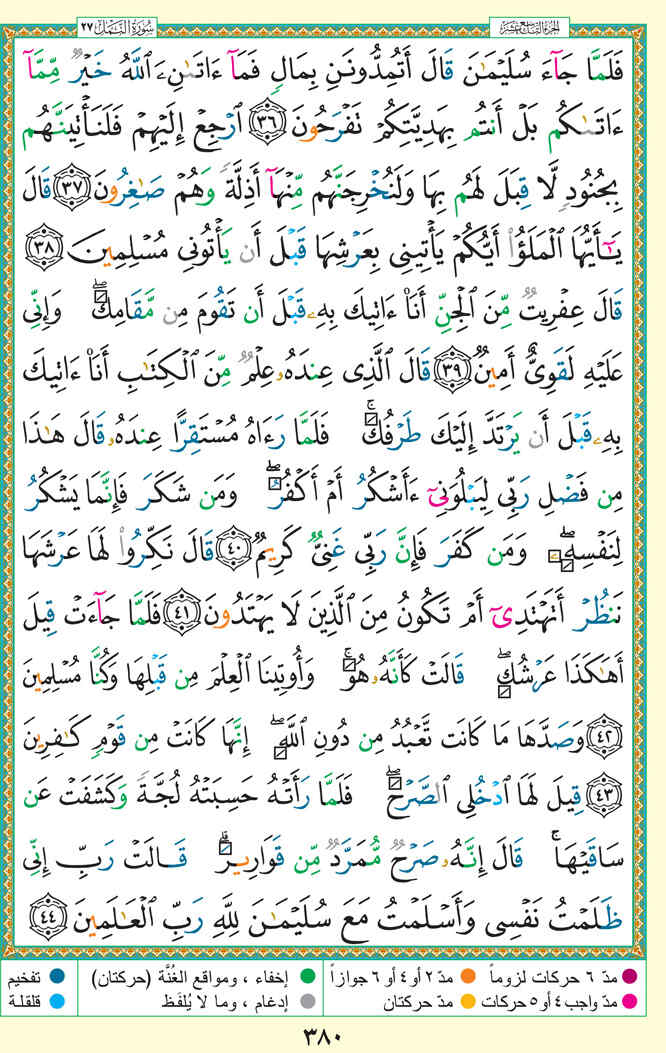 سُورَةُ النَّمْلِ ٢٧
الجزء التاسع عشر
فَلَمَّا جَآءَ سُلَيْمَٰنَ قَالَ أَتُمِدُّونَنِ بِمَالٍ فَمَآ ءَاتَىٰنِۦَ ٱللَّهُ خَيْرٌ مِّمَّآ
ءَاتَىٰكُم بَلْ أَنتُم بِهَدِيَّتِكُمْ تَفْرَحُونَ ٣٦ ٱرْجِعْ إِلَيْهِمْ فَلَنَأْتِيَنَّهُم
بِجُنُودٍ لَّا قِبَلَ لَهُم بِهَا وَلَنُخْرِجَنَّهُم مِّنْهَآ أَذِلَّةً وَهُمْ صَٰغِرُونَ ٣٧ قَالَ
يَٰٓأَيُّهَا ٱلْمَلَؤُا۟ أَيُّكُمْ يَأْتِينِى بِعَرْشِهَا قَبْلَ أَن يَأْتُونِى مُسْلِمِينَ ٣٨
قَالَ عِفْرِيتٌ مِّنَ ٱلْجِنِّ أَنَا۠ ءَاتِيكَ بِهِۦ قَبْلَ أَن تَقُومَ مِن مَّقَامِكَ ۖ وَإِنِّى
عَلَيْهِ لَقَوِىٌّ أَمِينٌ ٣٩ قَالَ ٱلَّذِى عِندَهُۥ عِلْمٌ مِّنَ ٱلْكِتَٰبِ أَنَا۠ ءَاتِيكَ
بِهِۦ قَبْلَ أَن يَرْتَدَّ إِلَيْكَ طَرْفُكَ ۚ فَلَمَّا رَءَاهُ مُسْتَقِرًّا عِندَهُۥ قَالَ هَٰذَا
مِن فَضْلِ رَبِّى لِيَبْلُوَنِىٓ ءَأَشْكُرُ أَمْ أَكْفُرُ ۖ وَمَن شَكَرَ فَإِنَّمَا يَشْكُرُ
لِنَفْسِهِۦ ۖ وَمَن كَفَرَ فَإِنَّ رَبِّى غَنِىٌّ كَرِيمٌ ٤٠ قَالَ نَكِّرُوا۟ لَهَا عَرْشَهَا
نَنظُرْ أَتَهْتَدِىٓ أَمْ تَكُونُ مِنَ ٱلَّذِينَ لَا يَهْتَدُونَ ٤١ فَلَمَّا جَآءَتْ قِيلَ
أَهَٰكَذَا عَرْشُكِ ۖ قَالَتْ كَأَنَّهُۥ هُوَ ۚ وَأُوتِينَا ٱلْعِلْمَ مِن قَبْلِهَا وَكُنَّا مُسْلِمِينَ
٤٢ وَصَدَّهَا مَا كَانَت تَّعْبُدُ مِن دُونِ ٱللَّهِ ۖ إِنَّهَا كَانَتْ مِن قَوْمٍ كَٰفِرِينَ
٤٣ قِيلَ لَهَا ٱدْخُلِى ٱلصَّرْحَ ۖ فَلَمَّا رَأَتْهُ حَسِبَتْهُ لُجَّةً وَكَشَفَتْ عَن
سَاقَيْهَا ۚ قَالَ إِنَّهُۥ صَرْحٌ مُّمَرَّدٌ مِّن قَوَارِيرَ ۗ قَالَتْ رَبِّ إِنِّى
ظَلَمْتُ نَفْسِى وَأَسْلَمْتُ مَعَ سُلَيْمَٰنَ لِلَّهِ رَبِّ ٱلْعَٰلَمِينَ ٤٤
مدّ ٦ حركات لزوماً مدّ ٢ أو ٤ أو ٦ جوازاً إخفاء ، ومواقع الغُنَّة (حركتان) تفخيم
مدّ واجب ٤ أو ٥ حركات مدّ حركتان إدغام ، وما لا يُلفَظ قلقلة
٣٨٠